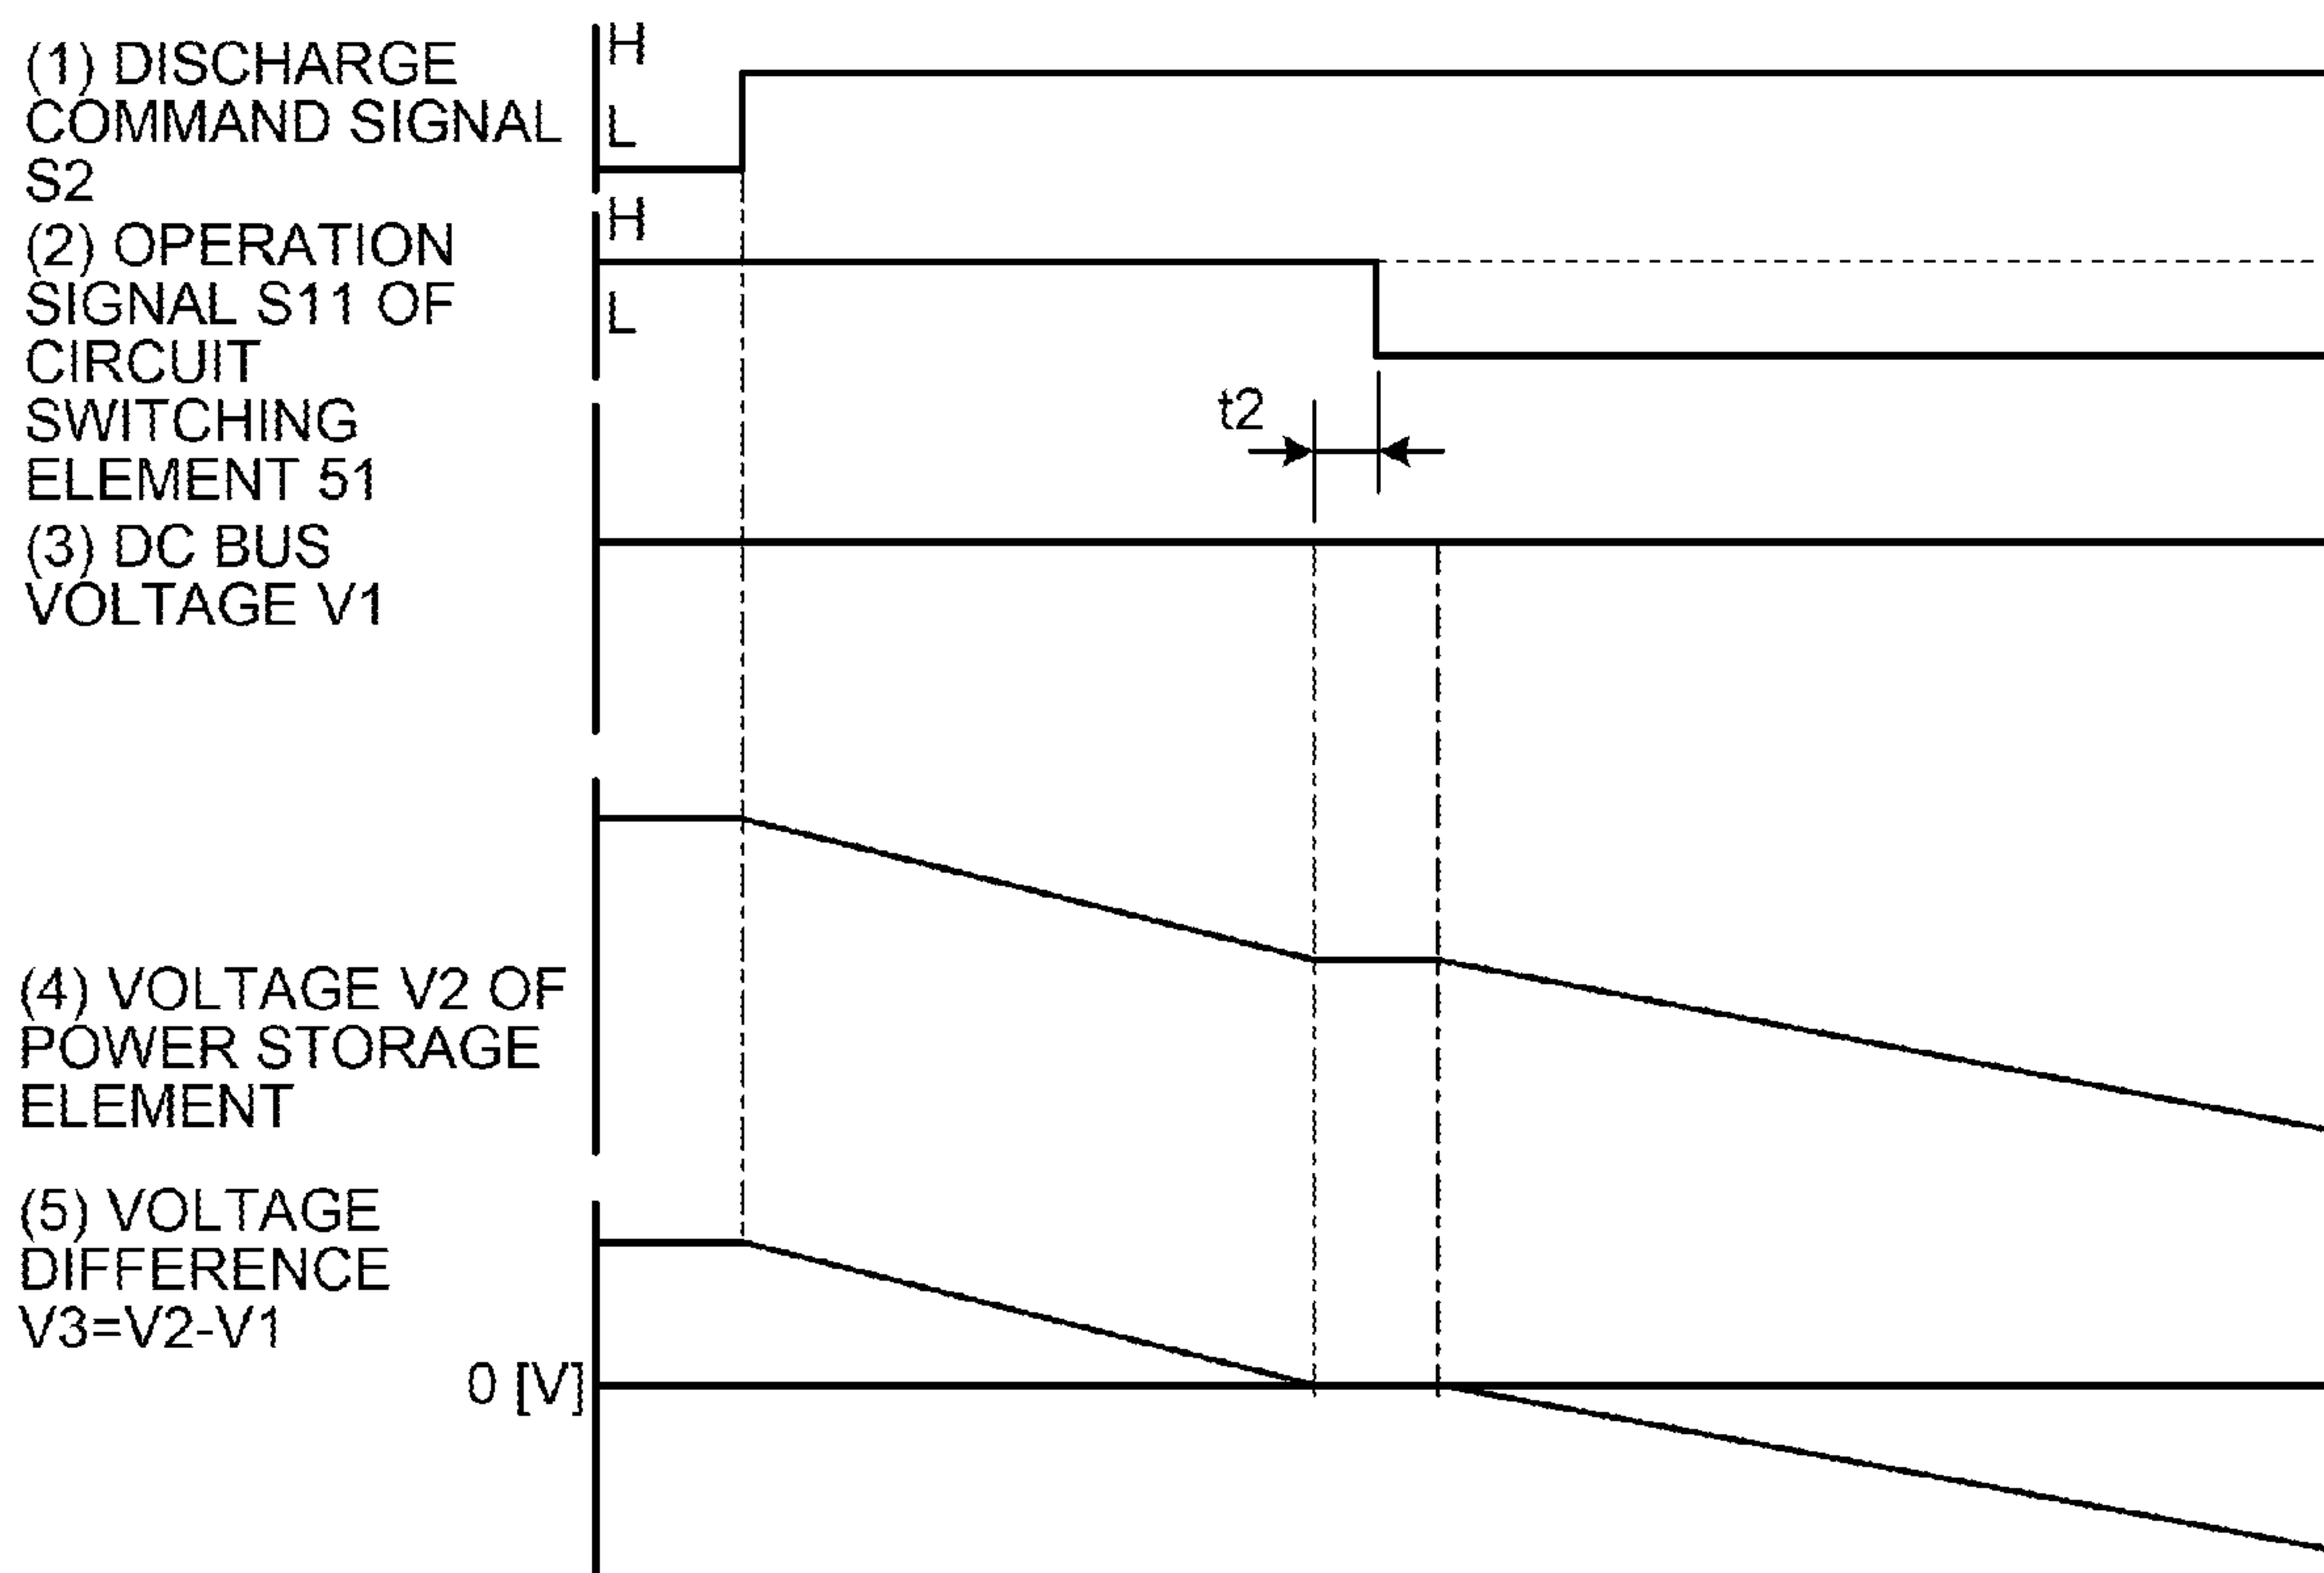 (1) DISCHARGE
COMMAND SIGNAL
S2
H
L
(2) OPERATION
SIGNAL S11 OF
CIRCUIT
SWITCHING
ELEMENT 51
H
L
t2
(3) DC BUS
VOLTAGE V1
(4) VOLTAGE V2 OF
POWER STORAGE
ELEMENT
(5) VOLTAGE
DIFFERENCE
V3=V2-V1
0 [V]